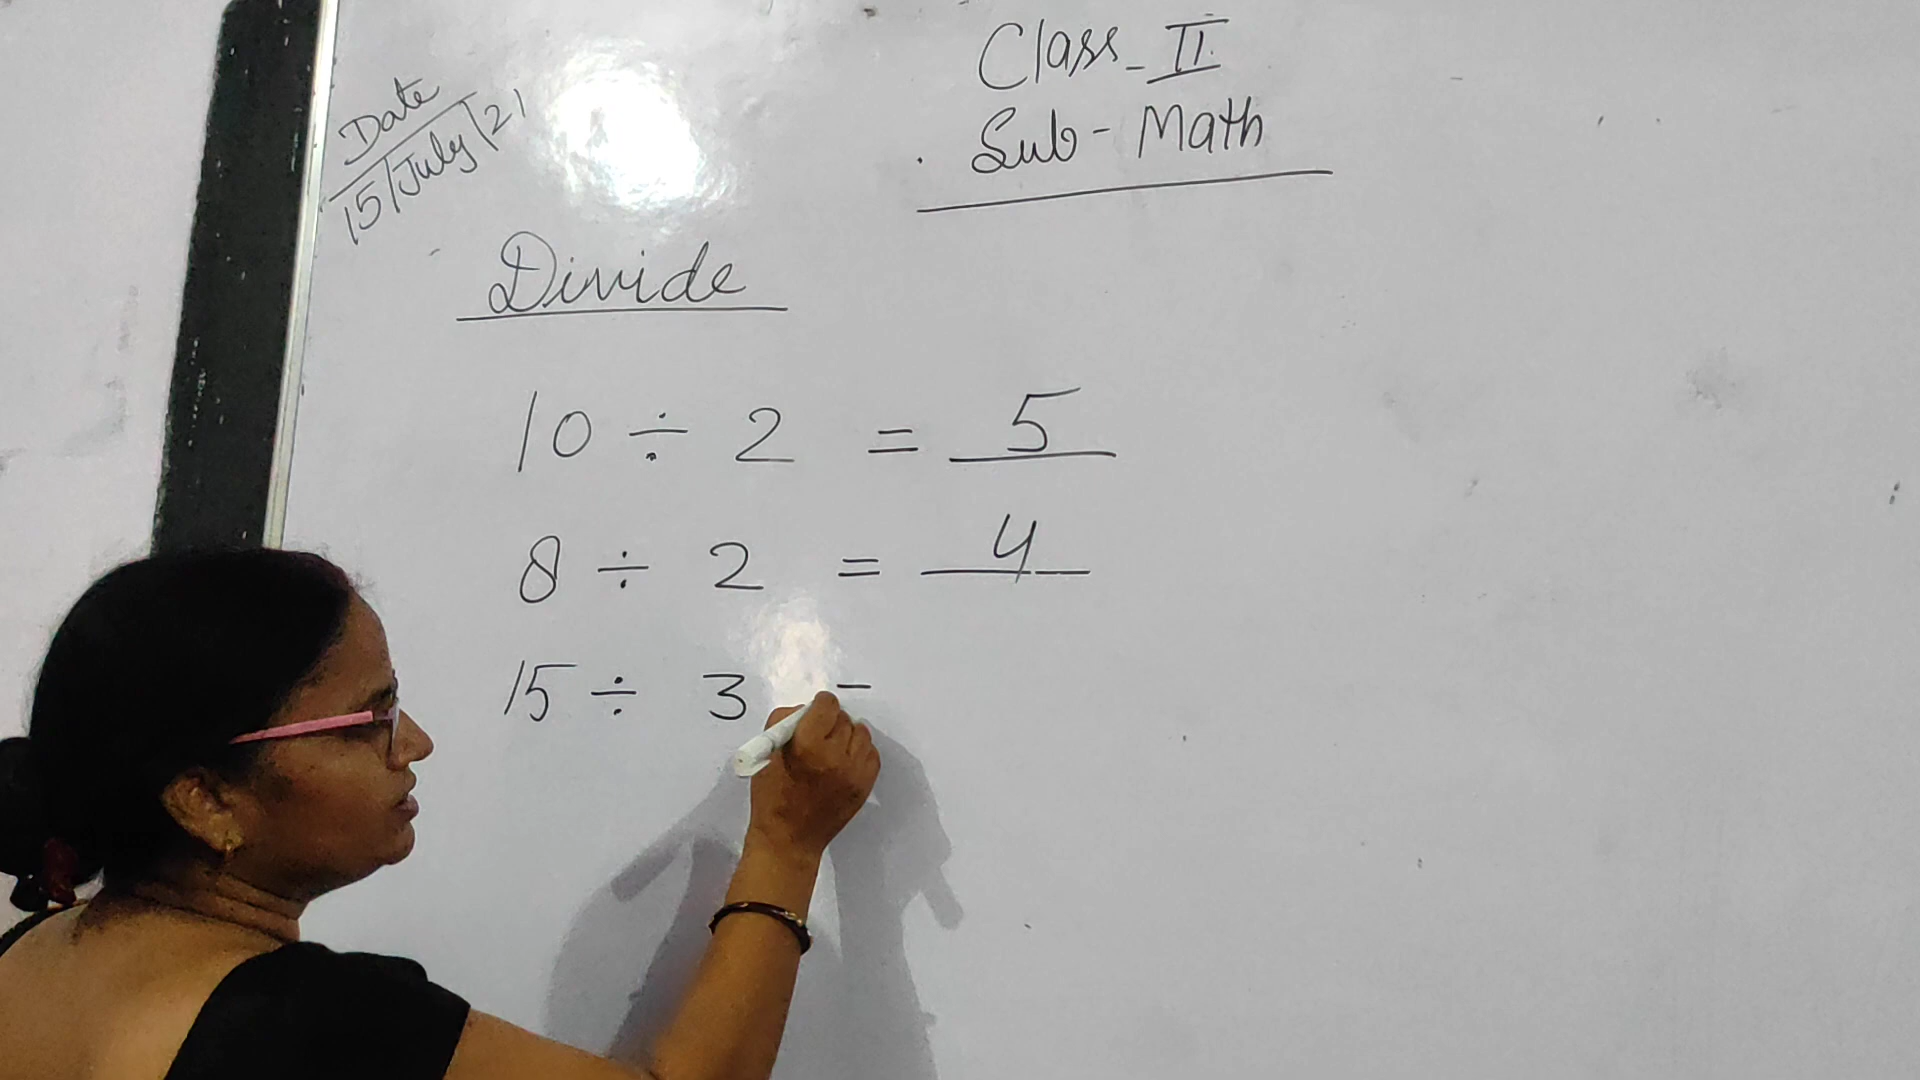 Date
15/July/21
Class - II
Sub - Math
Divide
10 ÷ 2 = 5
8 ÷ 2 = 4
15 ÷ 3 =